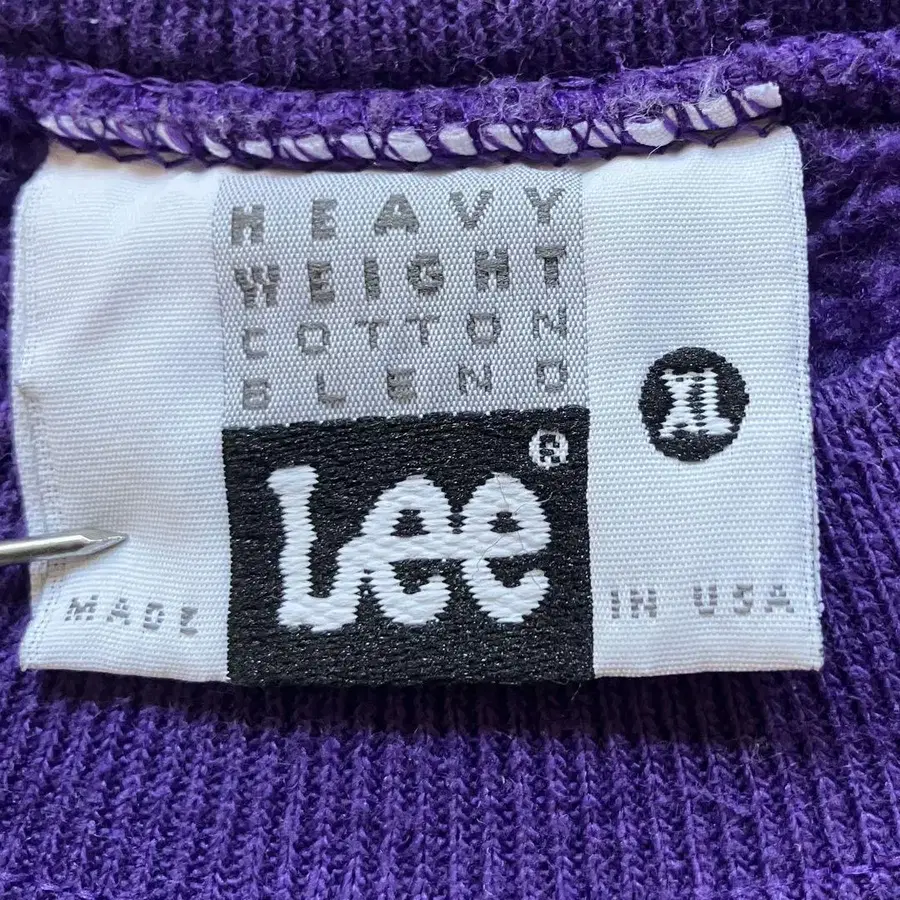 HEAVY
WEIGHT
COTTON
BLEND
XL
Lee®
MADE IN USA